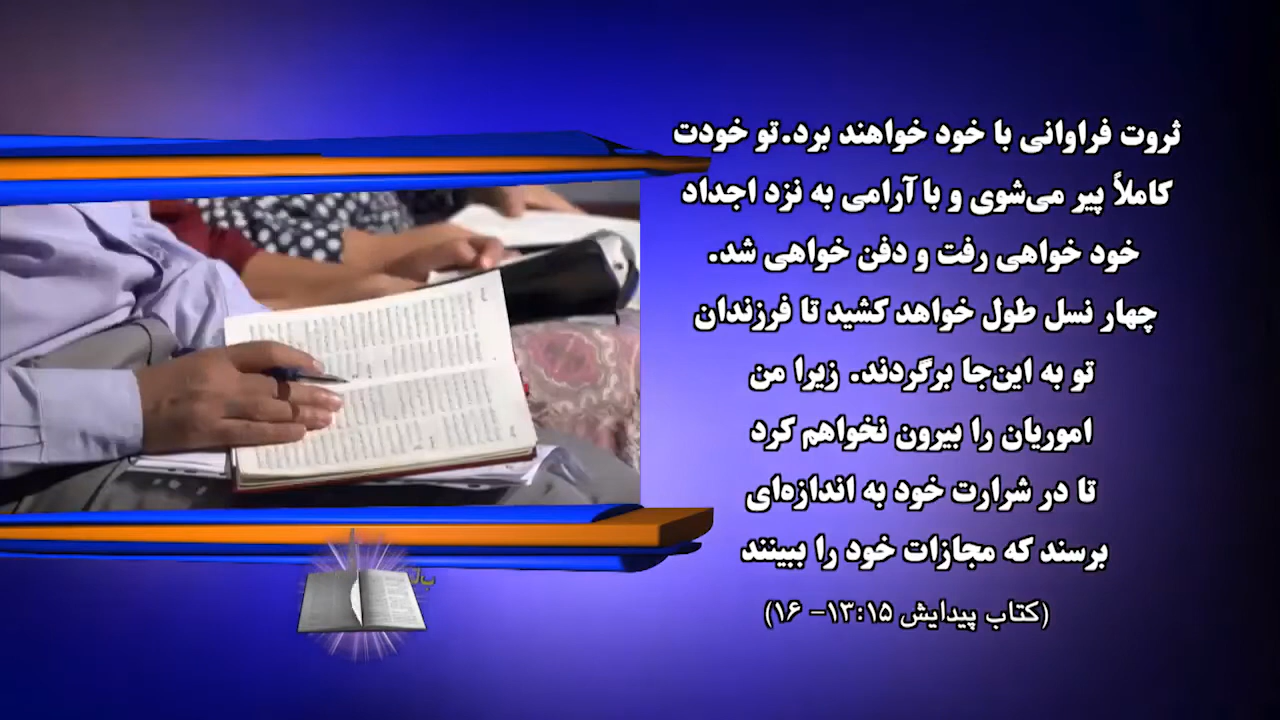 ثروت فراوانی با خود خواهند برد.تو خودت
کاملاً پیر می‌شوی و با آرامی به نزد اجداد
خود خواهی رفت و دفن خواهی شد.
چهار نسل طول خواهد کشید تا فرزندان
تو به این‌جا برگردند. زیرا من
اموریان را بیرون نخواهم کرد
تا در شرارت خود به اندازه‌ای
برسند که مجازات خود را ببینند
(کتاب پیدایش ۱۳:۱۵– ۱۶)